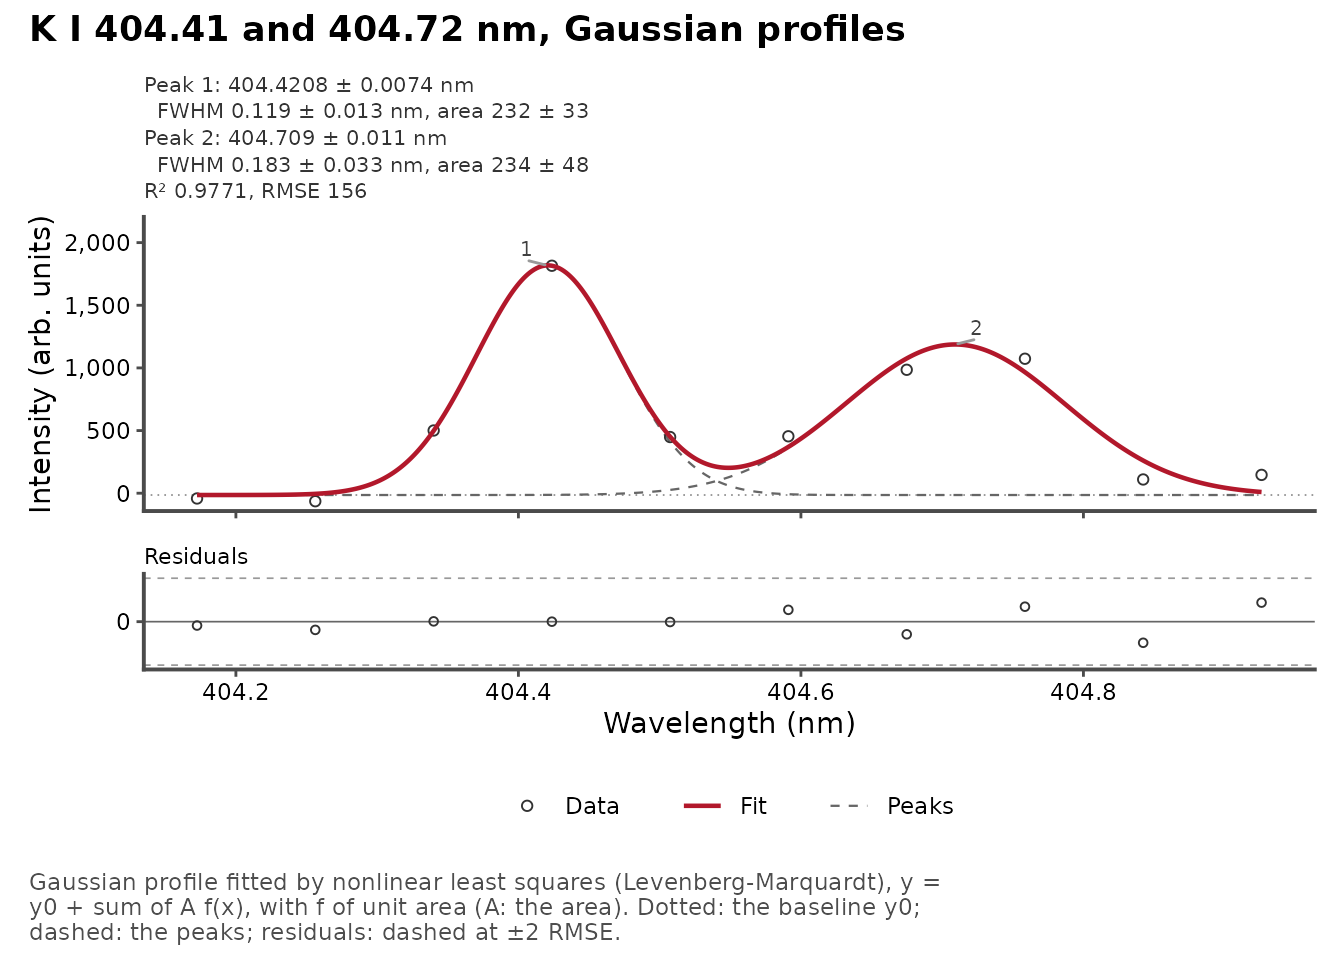 K I 404.41 and 404.72 nm, Gaussian profiles
Peak 1: 404.4208 ± 0.0074 nm
FWHM 0.119 ± 0.013 nm, area 232 ± 33
Peak 2: 404.709 ± 0.011 nm
FWHM 0.183 ± 0.033 nm, area 234 ± 48
R² 0.9771, RMSE 156
Intensity (arb. units)
2,000
1,500
1,000
500
0
1
2
Residuals
0
404.2
404.4
404.6
404.8
Wavelength (nm)
Data
Fit
Peaks
Gaussian profile fitted by nonlinear least squares (Levenberg-Marquardt), y =
y0 + sum of A f(x), with f of unit area (A: the area). Dotted: the baseline y0;
dashed: the peaks; residuals: dashed at ±2 RMSE.